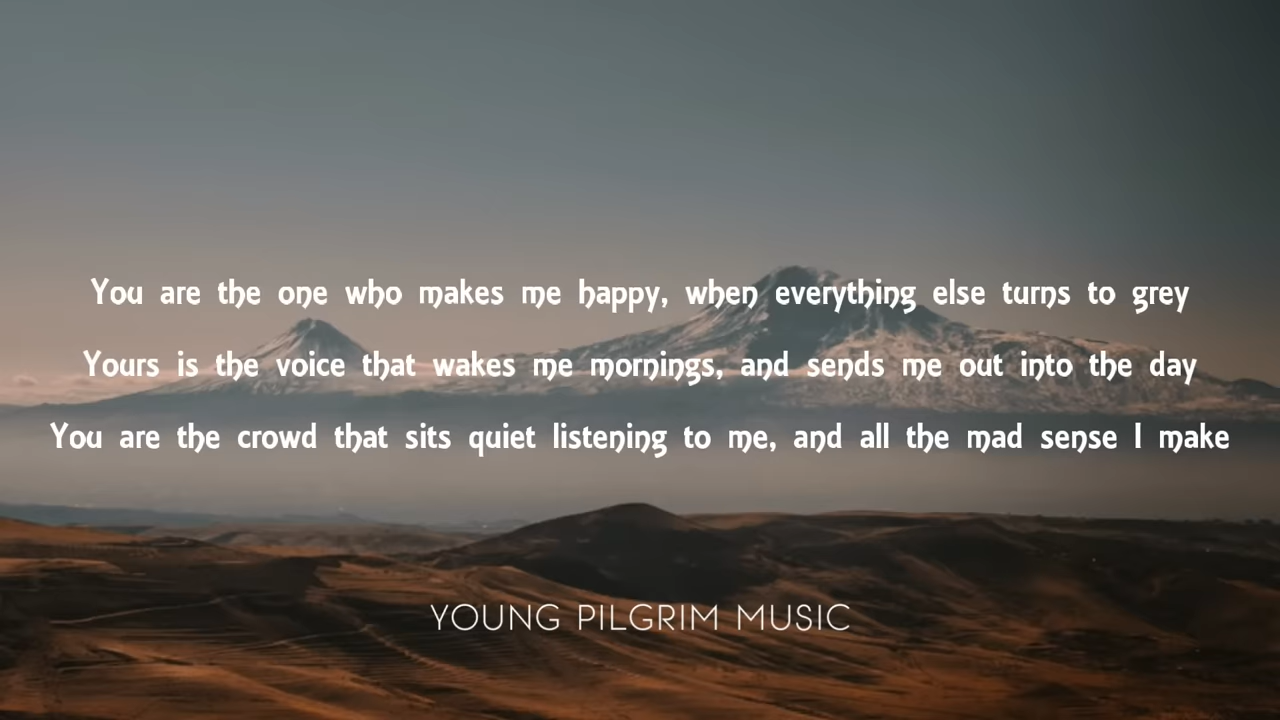 You are the one who makes me happy, when everything else turns to grey
Yours is the voice that wakes me mornings, and sends me out into the day
You are the crowd that sits quiet listening to me, and all the mad sense I make
YOUNG PILGRIM MUSIC